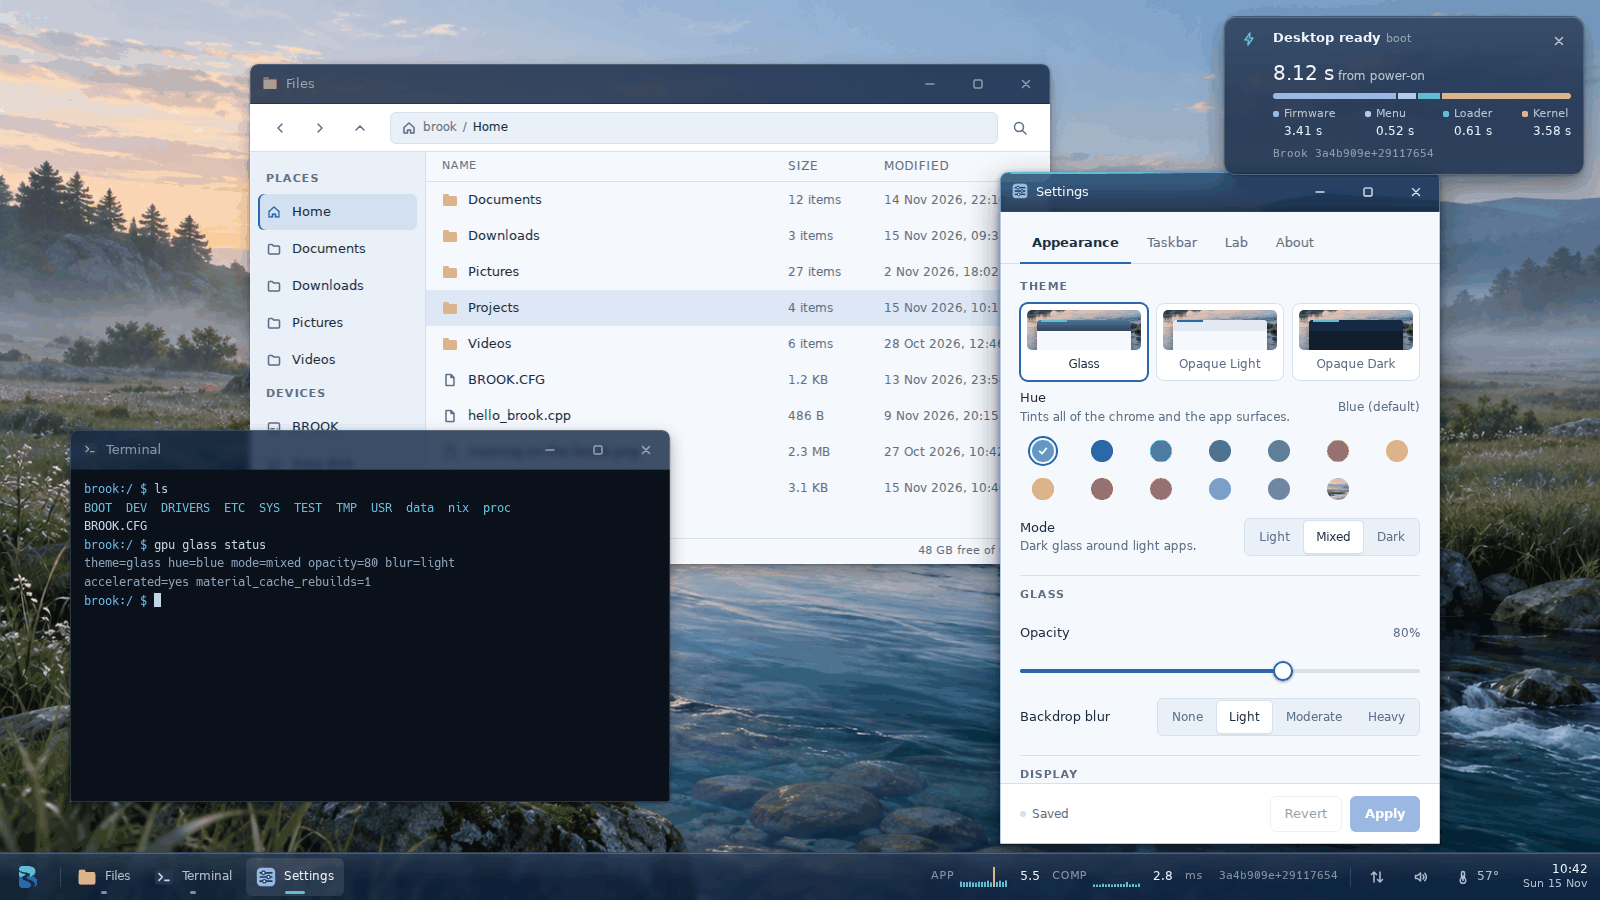 Desktop ready boot
8.12 s from power-on
Firmware Menu Loader Kernel
3.41 s 0.52 s 0.61 s 3.58 s
Brook 3a4b909e+29117654
Files
brook / Home
PLACES
Home
Documents
Downloads
Pictures
Videos
DEVICES
BROOK
NAME SIZE MODIFIED
Documents 12 items 14 Nov 2026, 22:1
Downloads 3 items 15 Nov 2026, 09:3
Pictures 27 items 2 Nov 2026, 18:02
Projects 4 items 15 Nov 2026, 10:1
Videos 6 items 28 Oct 2026, 12:46
BROOK.CFG 1.2 KB 13 Nov 2026, 23:5
hello_brook.cpp 486 B 9 Nov 2026, 20:15
2.3 MB 27 Oct 2026, 10:42
3.1 KB 15 Nov 2026, 10:4
48 GB free of
Terminal
brook:/ $ ls
BOOT DEV DRIVERS ETC SYS TEST TMP USR data nix proc
BROOK.CFG
brook:/ $ gpu glass status
theme=glass hue=blue mode=mixed opacity=80 blur=light
accelerated=yes material_cache_rebuilds=1
brook:/ $
Settings
Appearance Taskbar Lab About
THEME
Glass Opaque Light Opaque Dark
Hue
Tints all of the chrome and the app surfaces.
Blue (default)
Mode
Dark glass around light apps.
Light Mixed Dark
GLASS
Opacity 80%
Backdrop blur None Light Moderate Heavy
DISPLAY
Saved Revert Apply
Files Terminal Settings
APP 5.5 COMP 2.8 ms 3a4b909e+29117654 57° 10:42
Sun 15 Nov